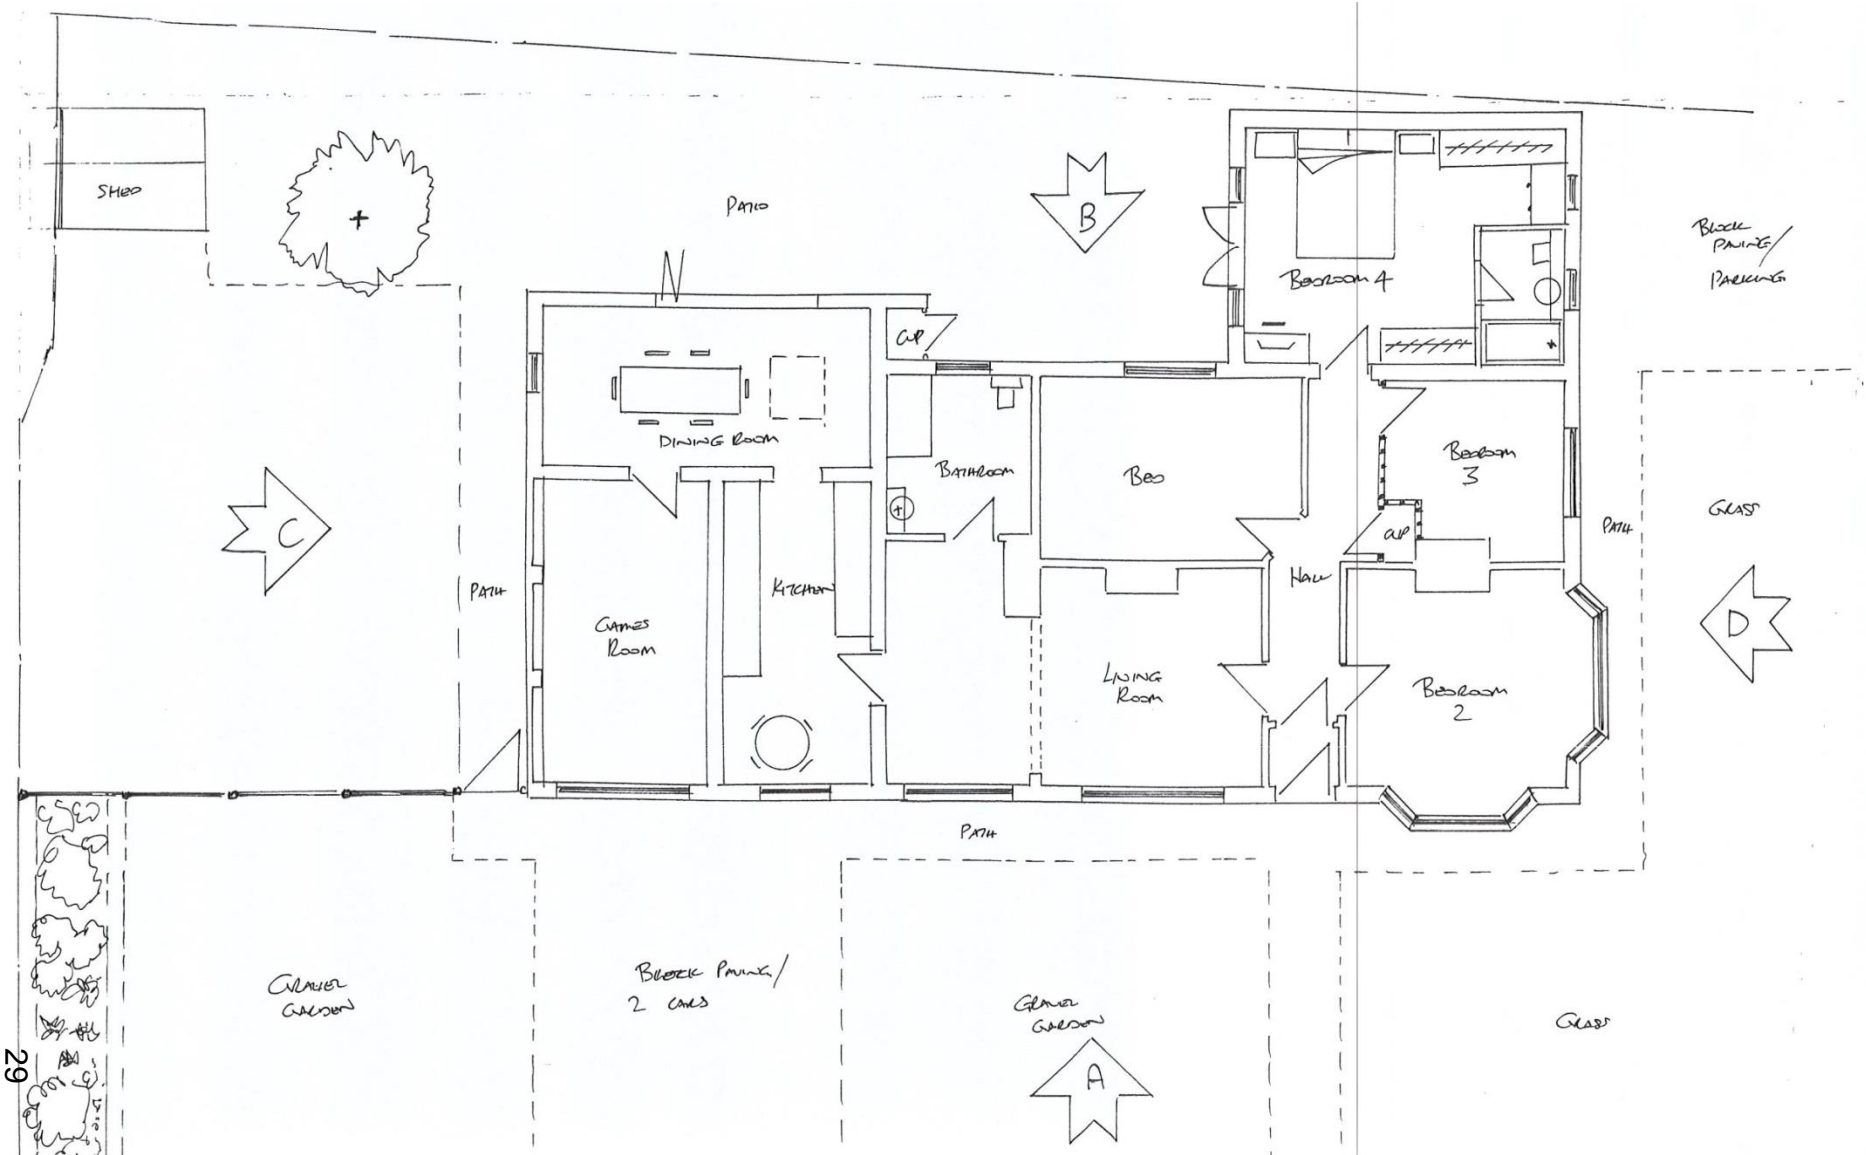 SHED
PATIO
B
BLOCK
PAVING/
PARKING
BEDROOM 4
CUP
DINING ROOM
BATHROOM
BED
BEDROOM
3
GRASS
PATH
C
CUP
HALL
PATH
KITCHEN
GAMES
ROOM
D
LIVING
ROOM
BEDROOM
2
PATH
GRAVEL
GARDEN
BLOCK PAVING/
2 CARS
GRAVEL
GARDEN
GRASS
A
29